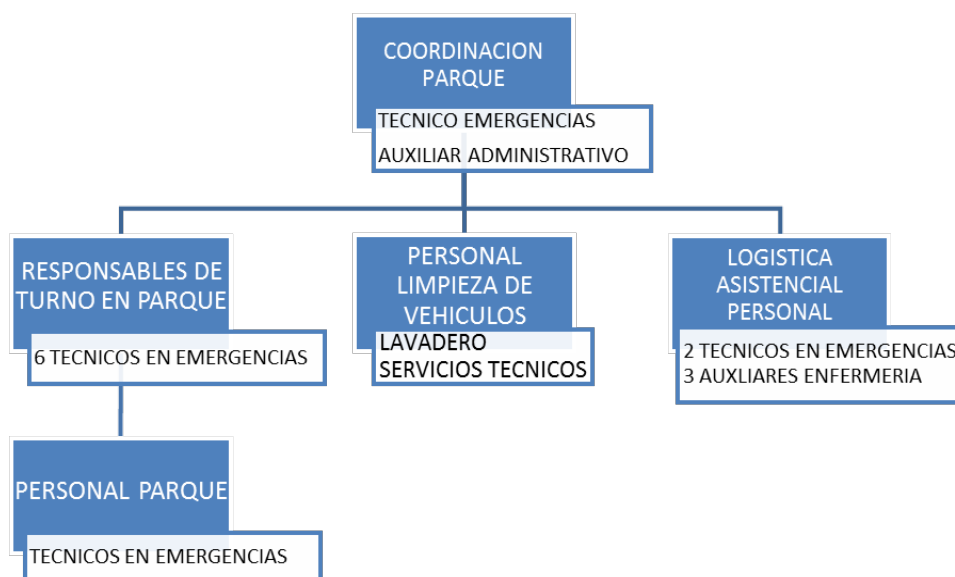 COORDINACION
PARQUE
TECNICO EMERGENCIAS
AUXILIAR ADMINISTRATIVO
RESPONSABLES DE
TURNO EN PARQUE
6 TECNICOS EN EMERGENCIAS
PERSONAL
LIMPIEZA DE
VEHICULOS
LAVADERO
SERVICIOS TECNICOS
LOGISTICA
ASISTENCIAL
PERSONAL
2 TECNICOS EN EMERGENCIAS
3 AUXLIARES ENFERMERIA
PERSONAL PARQUE
TECNICOS EN EMERGENCIAS